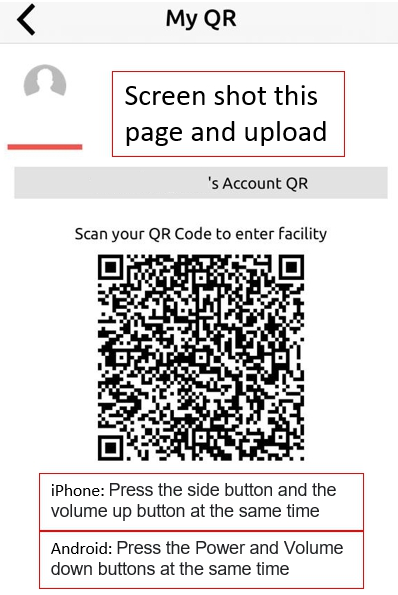 My QR
Screen shot this
page and upload
's Account QR
Scan your QR Code to enter facility
iPhone: Press the side button and the
volume up button at the same time
Android: Press the Power and Volume
down buttons at the same time